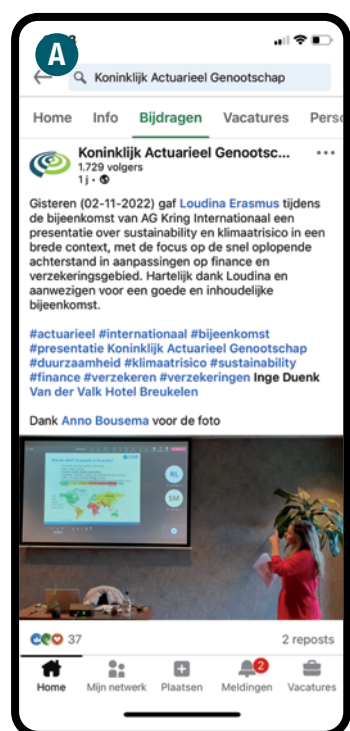 A
Koninklijk Actuarieel Genootschap
Home Info Bijdragen Vacatures Perso
Koninklijk Actuarieel Genootsc...
1.729 volgers
1 j •
Gisteren (02-11-2022) gaf Loudina Erasmus tijdens
de bijeenkomst van AG Kring Internationaal een
presentatie over sustainability en klimaatrisico in een
brede context, met de focus op de snel oplopende
achterstand in aanpassingen op finance en
verzekeringsgebied. Hartelijk dank Loudina en
aanwezigen voor een goede en inhoudelijke
bijeenkomst.
#actuarieel #internationaal #bijeenkomst
#presentatie Koninklijk Actuarieel Genootschap
#duurzaamheid #klimaatrisico #sustainability
#finance #verzekeren #verzekeringen Inge Duenk
Van der Valk Hotel Breukelen
Dank Anno Bousema voor de foto
RL
SM
37 2 reposts
2
Home Mijn netwerk Plaatsen Meldingen Vacatures